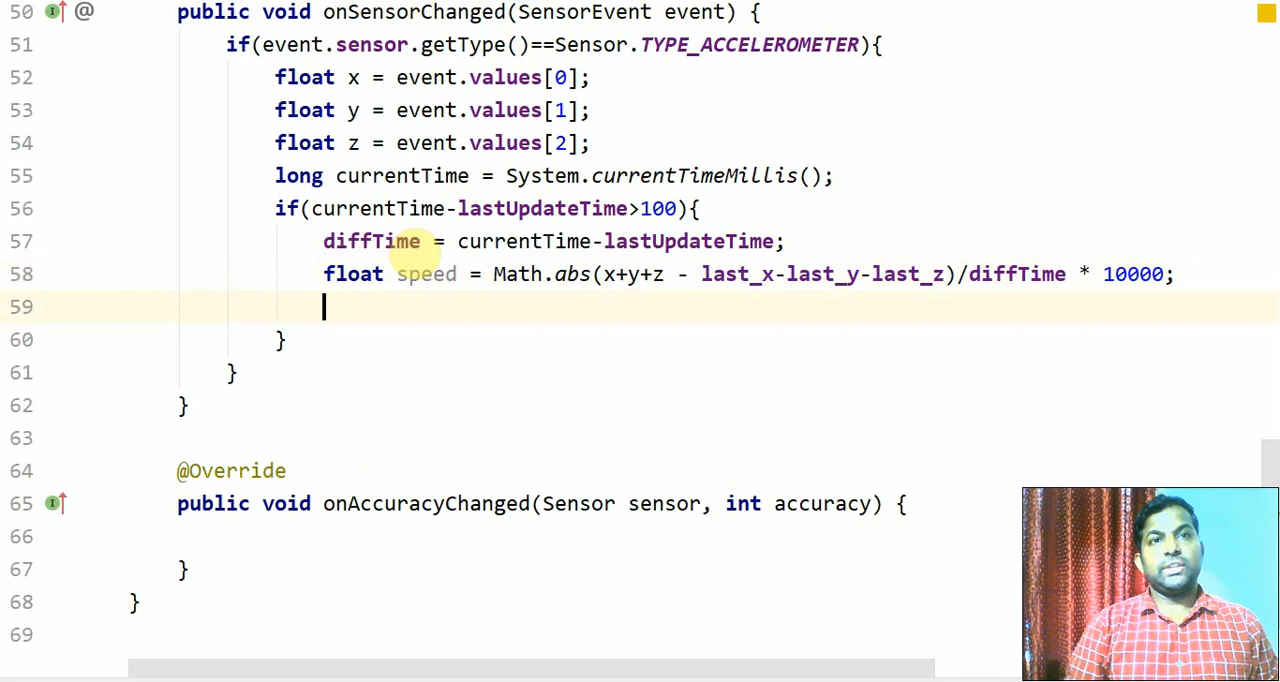 50 @ public void onSensorChanged(SensorEvent event) {
51 if(event.sensor.getType()==Sensor.TYPE_ACCELEROMETER){
52 float x = event.values[0];
53 float y = event.values[1];
54 float z = event.values[2];
55 long currentTime = System.currentTimeMillis();
56 if(currentTime-lastUpdateTime>100){
57 diffTime = currentTime-lastUpdateTime;
58 float speed = Math.abs(x+y+z - last_x-last_y-last_z)/diffTime * 10000;
59
60 }
61 }
62 }
63
64 @Override
65 public void onAccuracyChanged(Sensor sensor, int accuracy) {
66
67 }
68 }
69